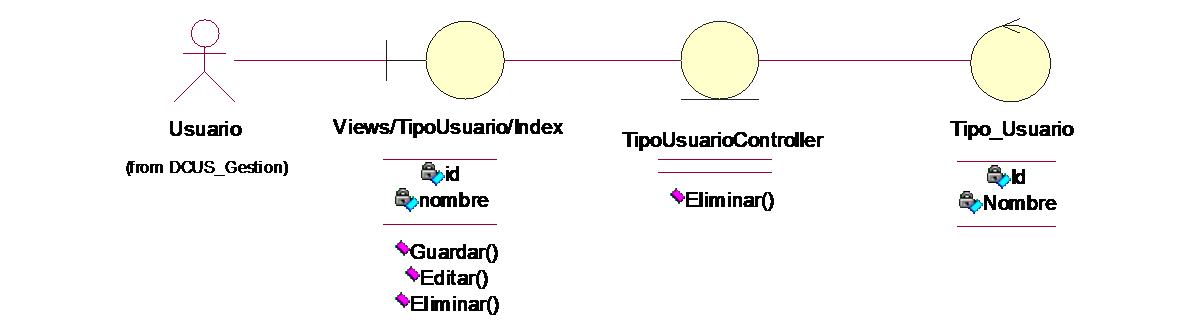 Usuario
(from DCUS_Gestion)
Views/TipoUsuario/Index
id
nombre
Guardar()
Editar()
Eliminar()
TipoUsuarioController
Eliminar()
Tipo_Usuario
Id
Nombre